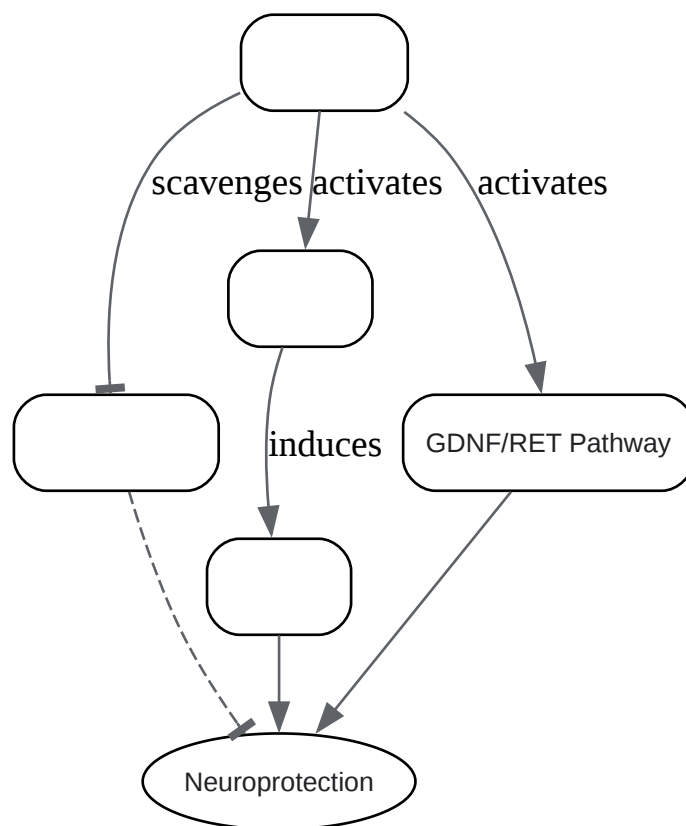 scavenges activates activates
induces
GDNF/RET Pathway
Neuroprotection